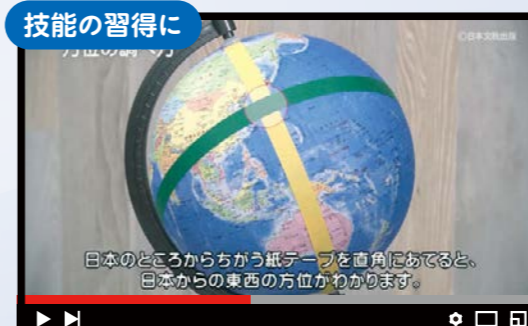 技能の習得に
方位の調べ方
©日本文教出版
日本のところからちがう紙テープを直角にあてると、
日本からの東西の方位がわかります。